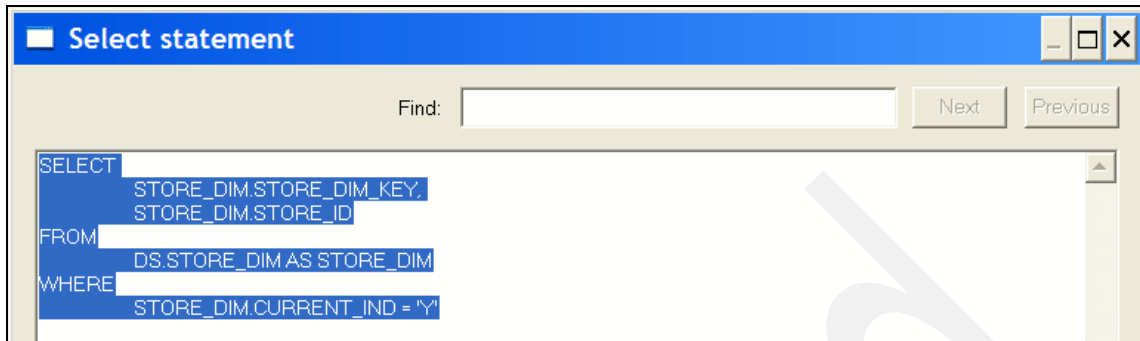 Select statement
Find:
Next
Previous
SELECT
STORE_DIM.STORE_DIM_KEY,
STORE_DIM.STORE_ID
FROM
DS.STORE_DIM AS STORE_DIM
WHERE
STORE_DIM.CURRENT_IND = 'Y'